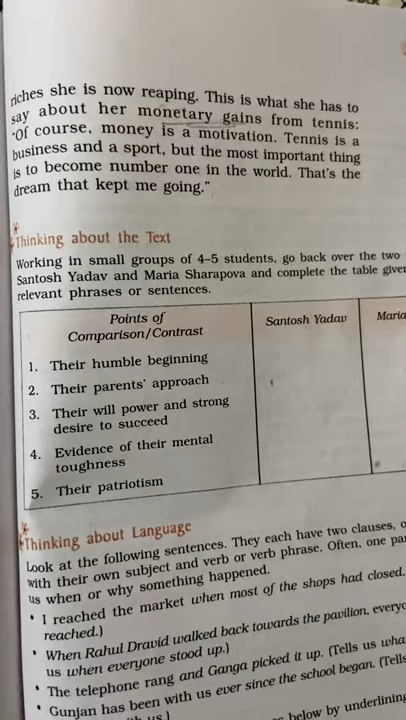 riches she is now reaping. This is what she has to
say about her monetary gains from tennis:
"Of course, money is a motivation. Tennis is a
business and a sport, but the most important thing
is to become number one in the world. That's the
dream that kept me going."
Thinking about the Text
Working in small groups of 4–5 students, go back over the two
Santosh Yadav and Maria Sharapova and complete the table
relevant phrases or sentences.
Points of Comparison/Contrast
Santosh Yadav
Maria
1. Their humble beginning
2. Their parents' approach
3. Their will power and strong
desire to succeed
4. Evidence of their mental
toughness
5. Their patriotism
Thinking about Language
Look at the following sentences. They each have two clauses,
with their own subject and verb or verb phrase. Often, one
us when or why something happened.
• I reached the market when most of the shops had closed.
reached.)
• When Rahul Dravid walked back towards the pavilion,
us when everyone stood up.)
• The telephone rang and Ganga picked it up. (Tells us
• Gunjan has been with us ever since the school began.
us.)
below by underlining